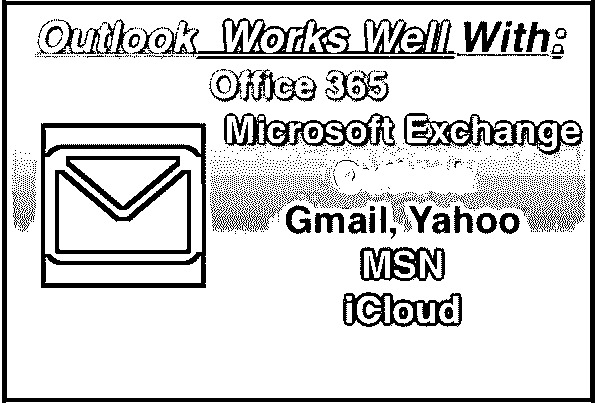 Outlook Works Well With:
Office 365
Microsoft Exchange
Gmail, Yahoo
MSN
iCloud